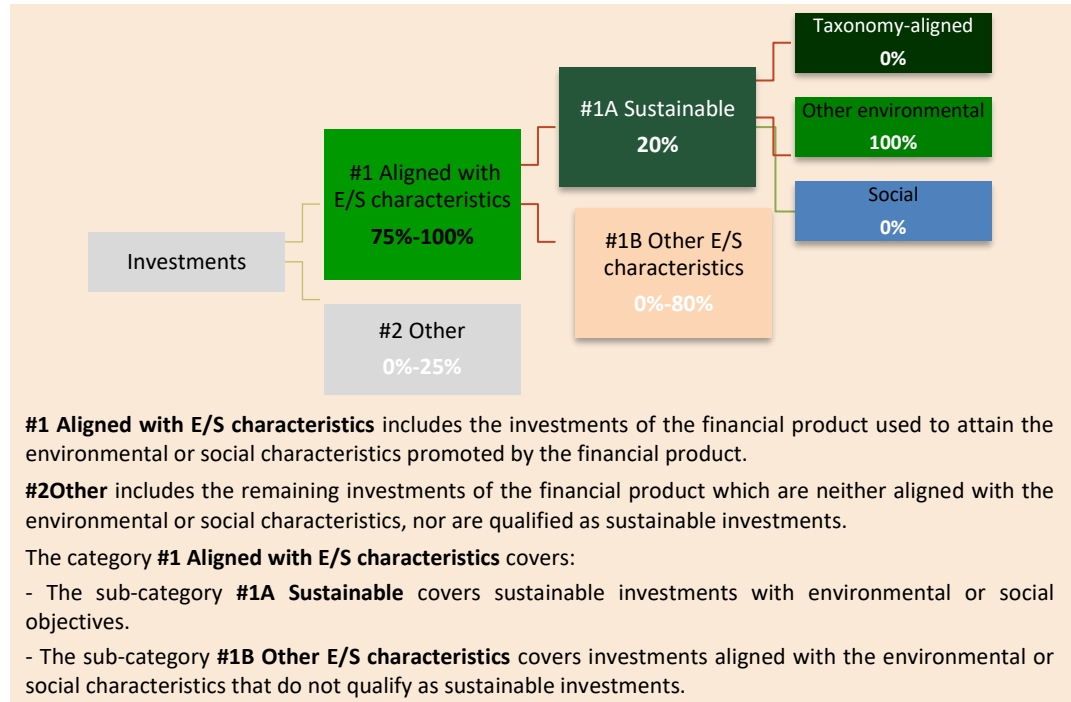 Investments
#1 Aligned with
E/S characteristics
75%-100%
#2 Other
0%-25%
#1A Sustainable
20%
#1B Other E/S
characteristics
0%-80%
Taxonomy-aligned
0%
Other environmental
100%
Social
0%
#1 Aligned with E/S characteristics includes the investments of the financial product used to attain the
environmental or social characteristics promoted by the financial product.
#2Other includes the remaining investments of the financial product which are neither aligned with the
environmental or social characteristics, nor are qualified as sustainable investments.
The category #1 Aligned with E/S characteristics covers:
- The sub-category #1A Sustainable covers sustainable investments with environmental or social
objectives.
- The sub-category #1B Other E/S characteristics covers investments aligned with the environmental or
social characteristics that do not qualify as sustainable investments.